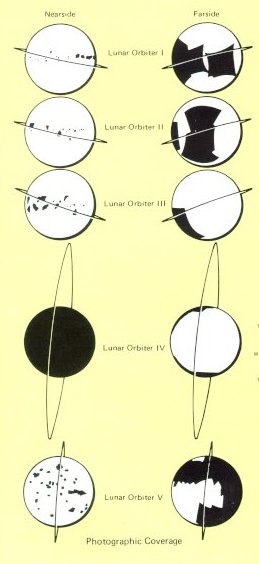 Nearside Farside
Lunar Orbiter I
Lunar Orbiter II
Lunar Orbiter III
Lunar Orbiter IV
Lunar Orbiter V
Photographic Coverage